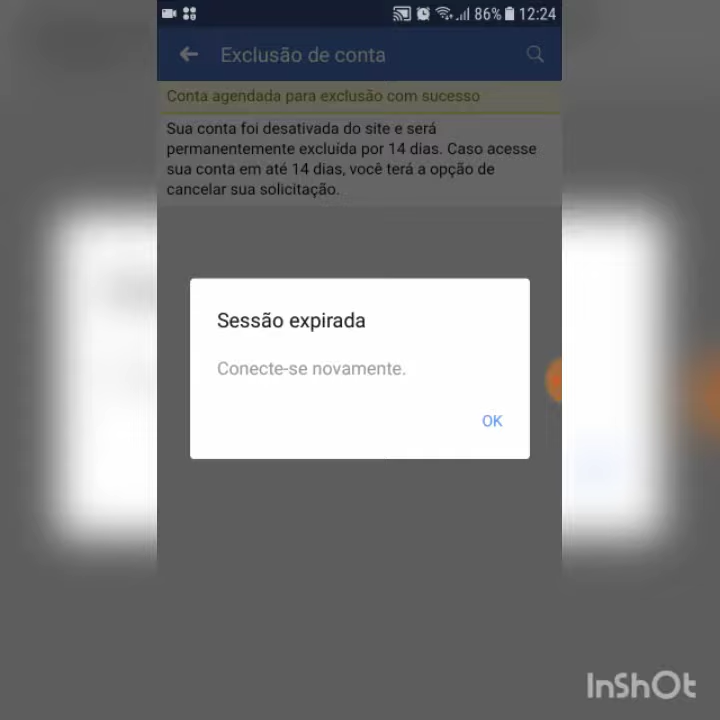 86% 12:24
Exclusão de conta
Conta agendada para exclusão com sucesso
Sua conta foi desativada do site e será
permanentemente excluída por 14 dias. Caso acesse
sua conta em até 14 dias, você terá a opção de
cancelar sua solicitação.
Sessão expirada
Conecte-se novamente.
OK
InShOt